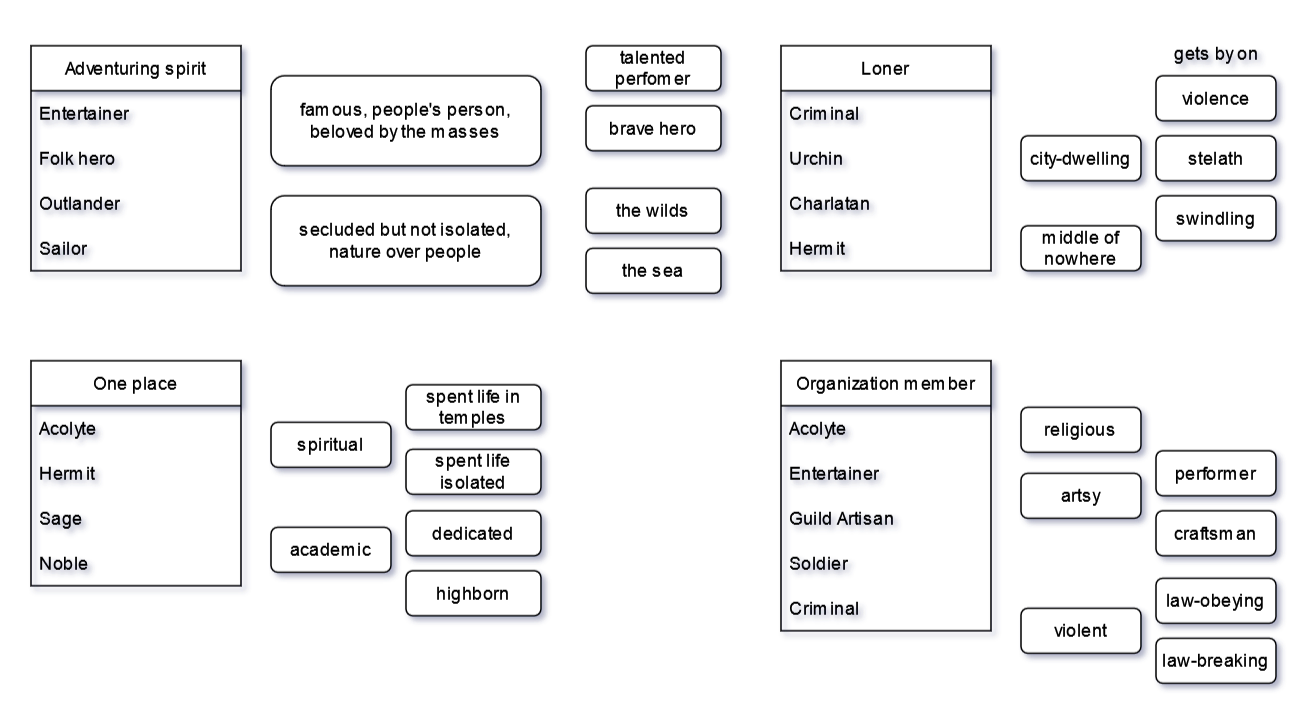 Adventuring spirit
Entertainer
Folk hero
Outlander
Sailor
famous, people's person,
beloved by the masses
secluded but not isolated,
nature over people
talented
perfomer
brave hero
the wilds
the sea
Loner
Criminal
Urchin
Charlatan
Hermit
city-dwelling
middle of
nowhere
gets by on
violence
stelath
swindling
One place
Acolyte
Hermit
Sage
Noble
spiritual
academic
spent life in
temples
spent life
isolated
dedicated
highborn
Organization member
Acolyte
Entertainer
Guild Artisan
Soldier
Criminal
religious
artsy
violent
performer
craftsman
law-obeying
law-breaking